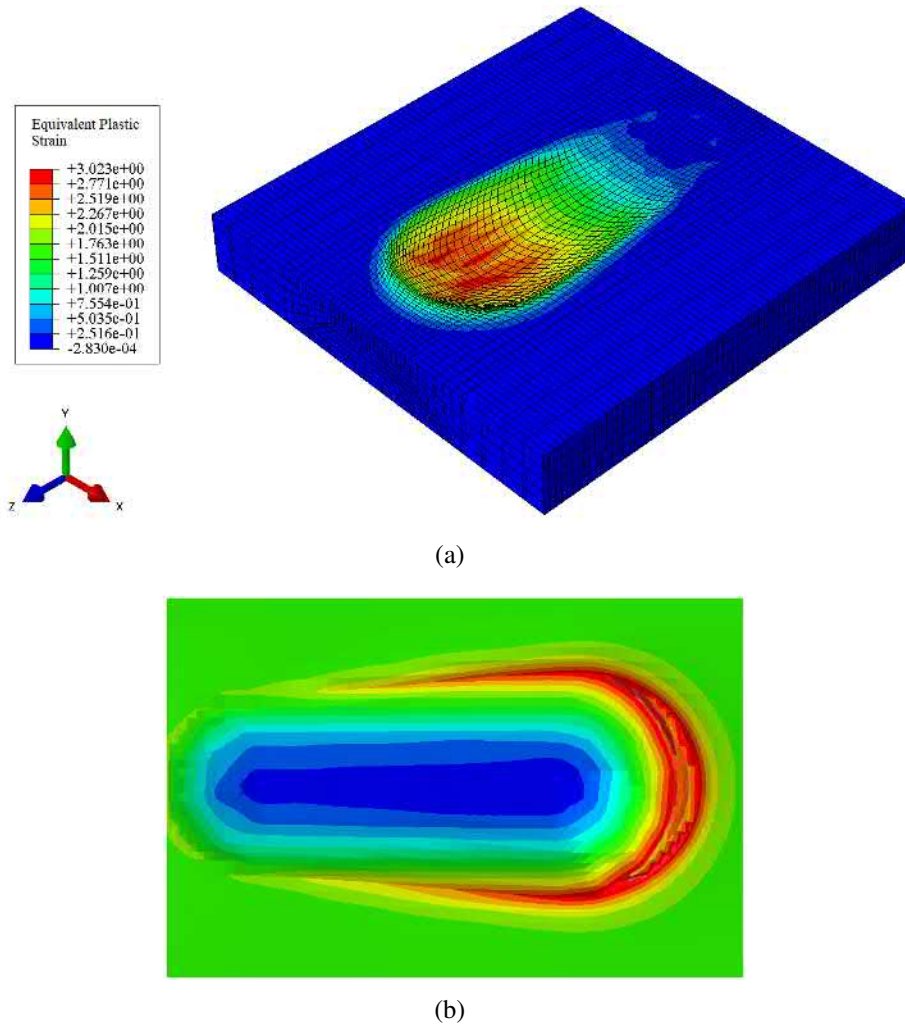 Equivalent Plastic
Strain
+3.023e+00
+2.771e+00
+2.519e+00
+2.267e+00
+2.015e+00
+1.763e+00
+1.511e+00
+1.259e+00
+1.007e+00
+7.554e-01
+5.035e-01
+2.516e-01
-2.830e-04
Y
Z
X
(a)
(b)